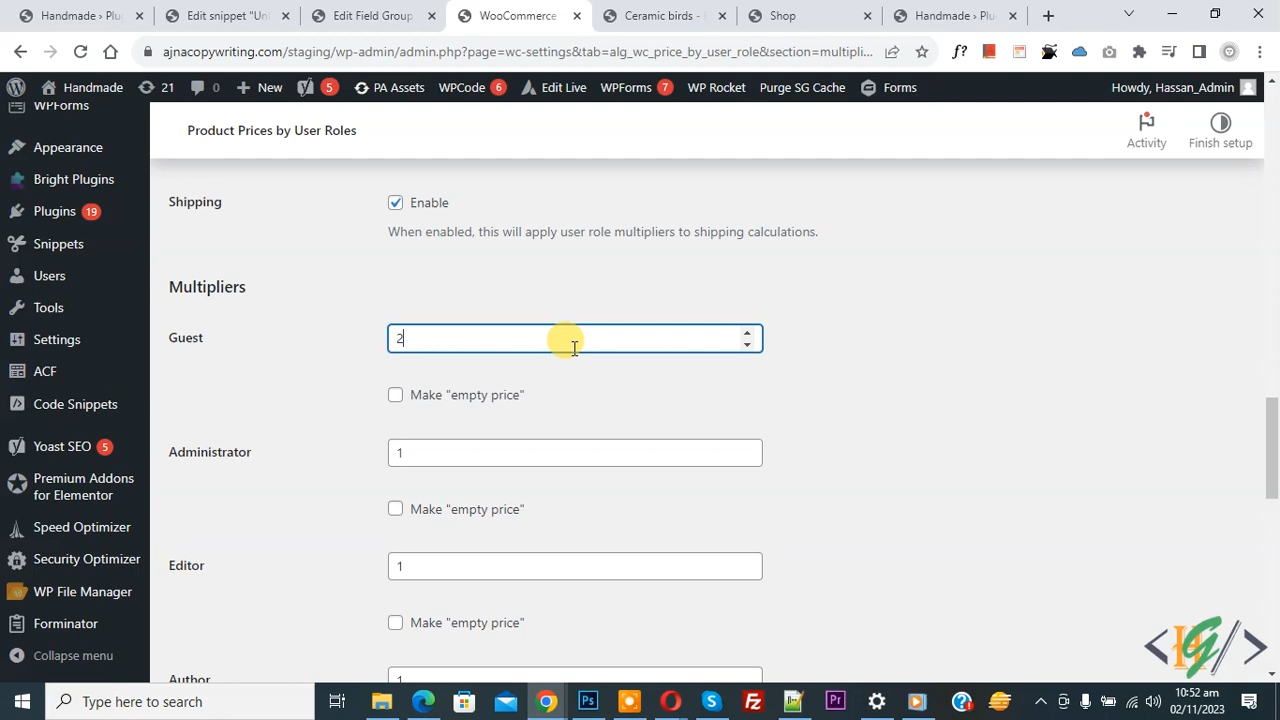 Handmade › Plu
Edit snippet "Un
Edit Field Group
WooCommerce
Ceramic birds -
Shop
Handmade › Plu
ajnacopywriting.com/staging/wp-admin/admin.php?page=wc-settings&tab=alg_wc_price_by_user_role&section=multipli...
f?
Handmade
21
0
New
5
PA Assets
WPCode 6
Edit Live
WPForms 7
WP Rocket
Purge SG Cache
Forms
Howdy, Hassan_Admin
WPForms
Appearance
Bright Plugins
Plugins 19
Snippets
Users
Tools
Settings
ACF
Code Snippets
Yoast SEO 5
Premium Addons
for Elementor
Speed Optimizer
Security Optimizer
WP File Manager
Forminator
Collapse menu
Product Prices by User Roles
Activity
Finish setup
Shipping
Enable
When enabled, this will apply user role multipliers to shipping calculations.
Multipliers
Guest
2
Make "empty price"
Administrator
1
Make "empty price"
Editor
1
Make "empty price"
Author
1
HG
Type here to search
Ps
Pr
10:52 am
02/11/2023